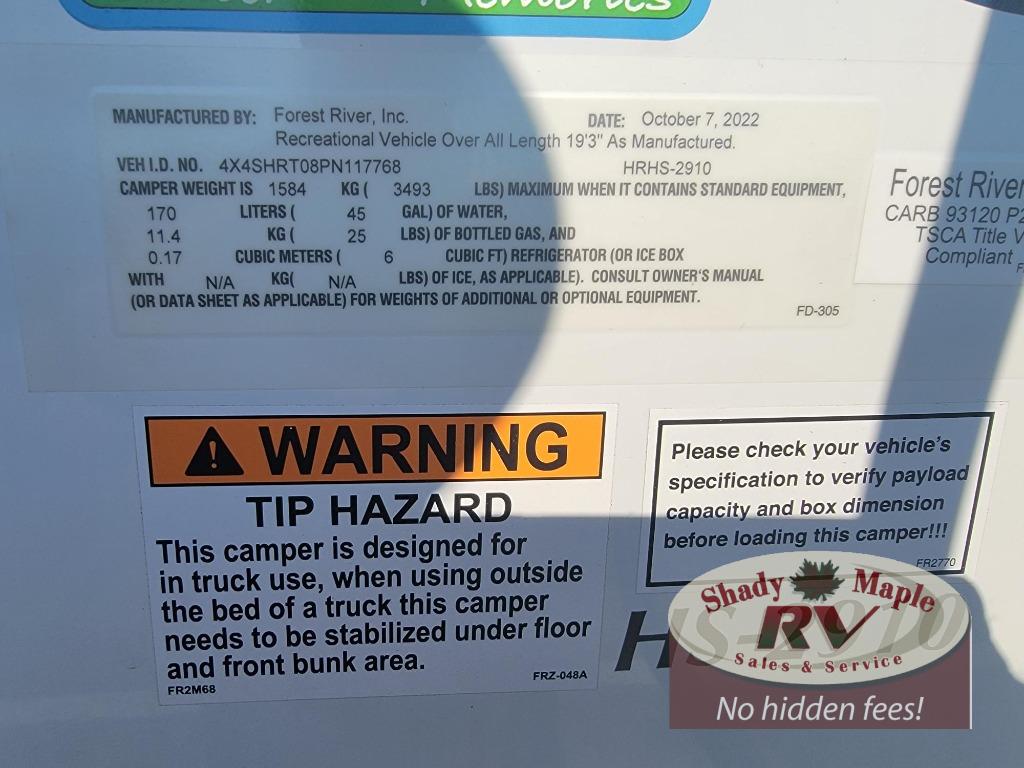 MANUFACTURED BY: Forest River, Inc. DATE: October 7, 2022
Recreational Vehicle Over All Length 19'3" As Manufactured.
VEH I.D. NO. 4X4SHRT08PN117768 HRHS-2910
CAMPER WEIGHT IS 1584 KG ( 3493 LBS) MAXIMUM WHEN IT CONTAINS STANDARD EQUIPMENT,
170 LITERS ( 45 GAL) OF WATER,
11.4 KG ( 25 LBS) OF BOTTLED GAS, AND
0.17 CUBIC METERS ( 6 CUBIC FT) REFRIGERATOR (OR ICE BOX
WITH N/A KG( N/A LBS) OF ICE, AS APPLICABLE). CONSULT OWNER'S MANUAL
(OR DATA SHEET AS APPLICABLE) FOR WEIGHTS OF ADDITIONAL OR OPTIONAL EQUIPMENT.
FD-305
Forest River
CARB 93120 P2
TSCA Title V
Compliant
WARNING
TIP HAZARD
This camper is designed for
in truck use, when using outside
the bed of a truck this camper
needs to be stabilized under floor
and front bunk area.
FR2M68 FRZ-048A
Please check your vehicle's
specification to verify payload
capacity and box dimension
before loading this camper!!!
FR2770
HS-2910
Shady Maple
RV
Sales & Service
No hidden fees!